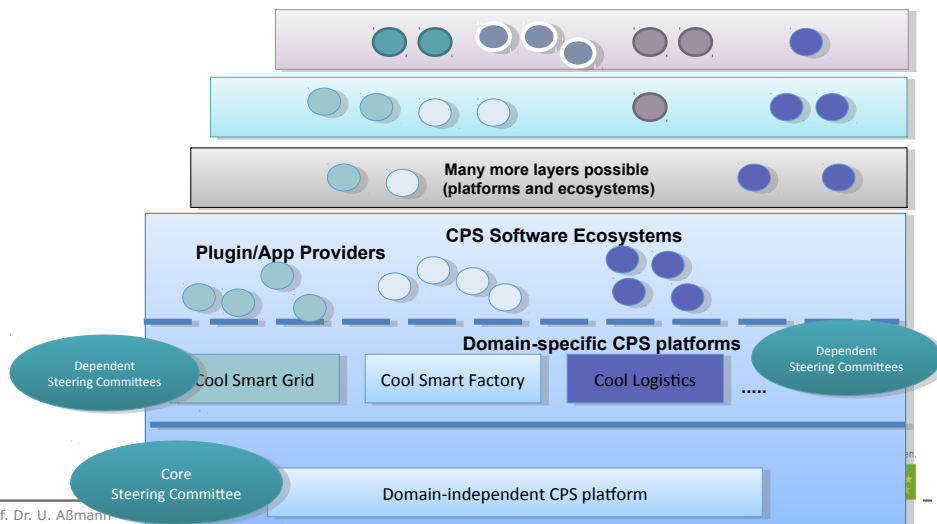 Many more layers possible
(platforms and ecosystems)
CPS Software Ecosystems
Plugin/App Providers
Domain-specific CPS platforms
Dependent
Steering Committees
Dependent
Steering Committees
Cool Smart Grid
Cool Smart Factory
Cool Logistics
.....
Core
Steering Committee
en.
Domain-independent CPS platform
f. Dr. U. Aßmann